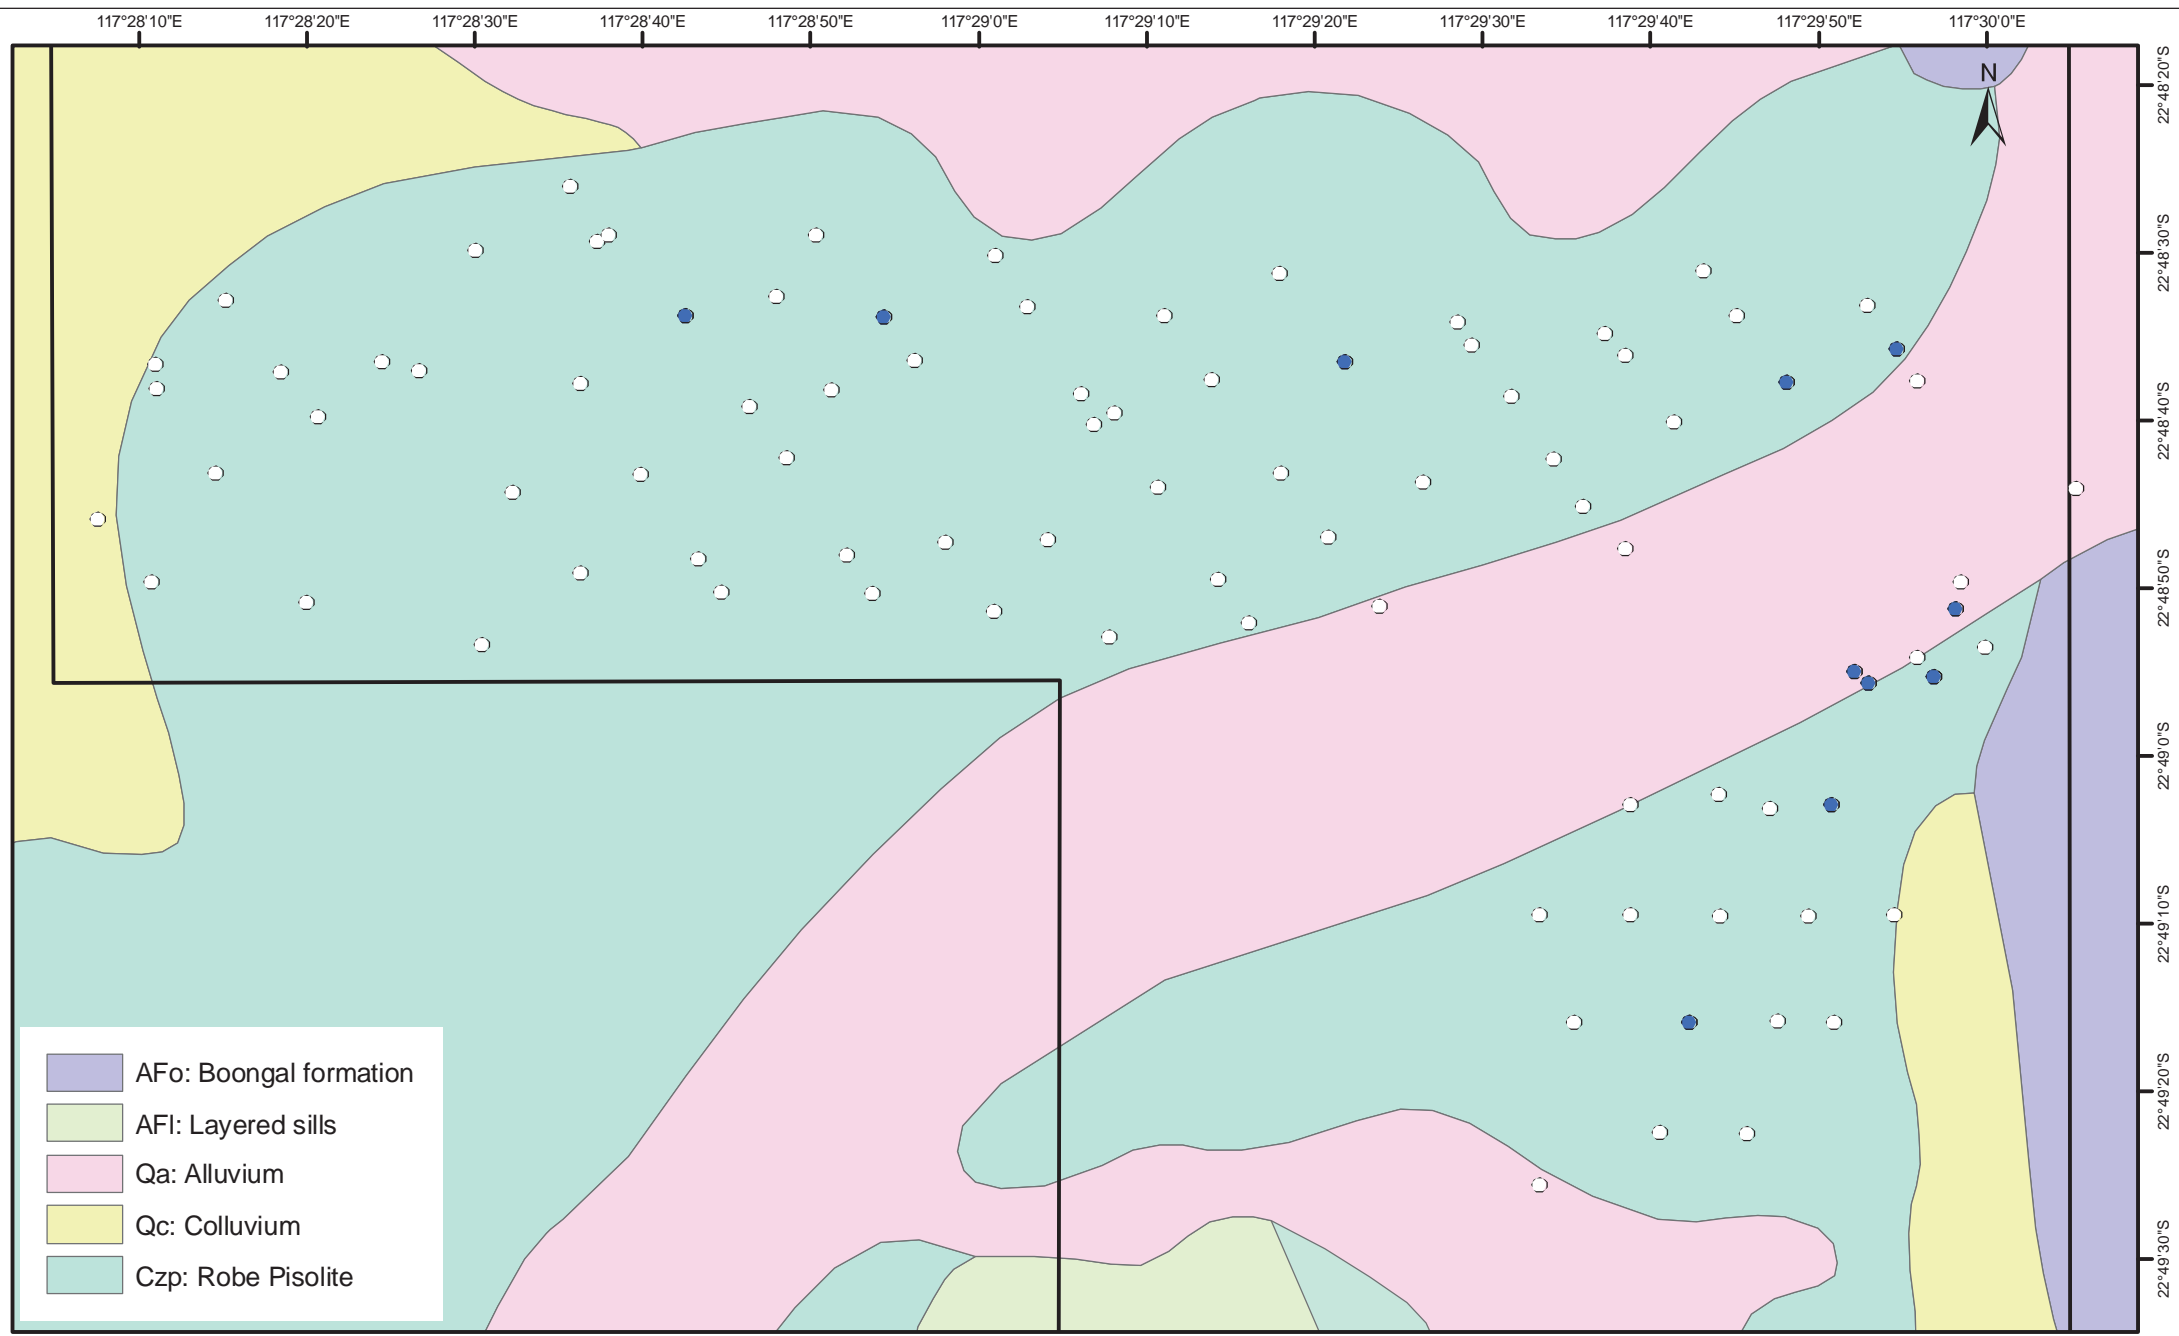 117°28'10"E 117°28'20"E 117°28'30"E 117°28'40"E 117°28'50"E 117°29'0"E 117°29'10"E 117°29'20"E 117°29'30"E 117°29'40"E 117°29'50"E 117°30'0"E
N
22°48'20"S
22°48'30"S
22°48'40"S
22°48'50"S
22°49'0"S
22°49'10"S
22°49'20"S
22°49'30"S
AFo: Boongal formation
AFl: Layered sills
Qa: Alluvium
Qc: Colluvium
Czp: Robe Pisolite